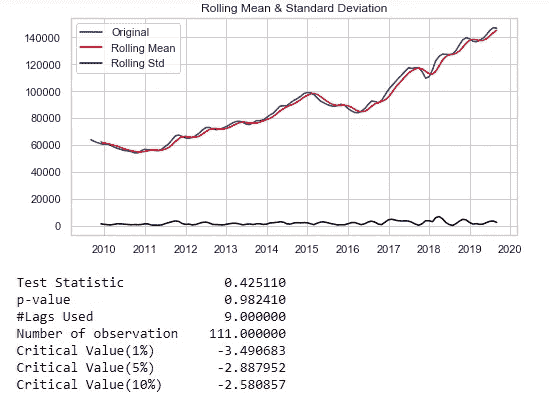 Rolling Mean & Standard Deviation
Original
Rolling Mean
Rolling Std
140000
120000
100000
80000
60000
40000
20000
0
2010 2011 2012 2013 2014 2015 2016 2017 2018 2019 2020
Test Statistic 0.425110
p-value 0.982410
#Lags Used 9.000000
Number of observation 111.000000
Critical Value(1%) -3.490683
Critical Value(5%) -2.887952
Critical Value(10%) -2.580857